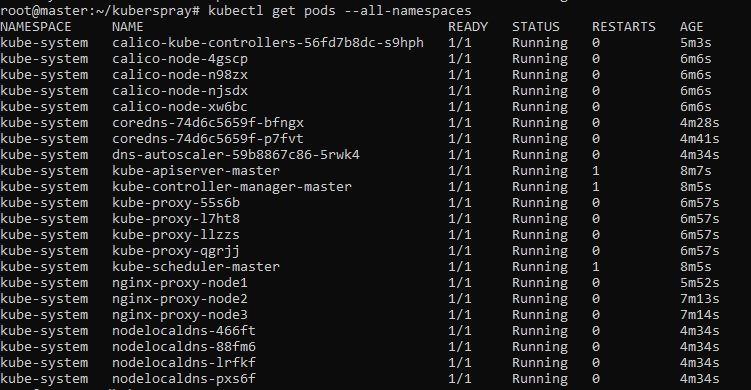 root@master:~/kuberspray# kubectl get pods --all-namespaces
NAMESPACE NAME READY STATUS RESTARTS AGE
kube-system calico-kube-controllers-56fd7b8dc-s9hph 1/1 Running 0 5m3s
kube-system calico-node-4gscp 1/1 Running 0 6m6s
kube-system calico-node-n98zx 1/1 Running 0 6m6s
kube-system calico-node-njsdx 1/1 Running 0 6m6s
kube-system calico-node-xw6bc 1/1 Running 0 6m6s
kube-system coredns-74d6c5659f-bfngx 1/1 Running 0 4m28s
kube-system coredns-74d6c5659f-p7fvt 1/1 Running 0 4m41s
kube-system dns-autoscaler-59b8867c86-5rwk4 1/1 Running 0 4m34s
kube-system kube-apiserver-master 1/1 Running 1 8m7s
kube-system kube-controller-manager-master 1/1 Running 1 8m5s
kube-system kube-proxy-55s6b 1/1 Running 0 6m57s
kube-system kube-proxy-l7ht8 1/1 Running 0 6m57s
kube-system kube-proxy-llzzs 1/1 Running 0 6m57s
kube-system kube-proxy-qgrjj 1/1 Running 0 6m57s
kube-system kube-scheduler-master 1/1 Running 1 8m5s
kube-system nginx-proxy-node1 1/1 Running 0 5m52s
kube-system nginx-proxy-node2 1/1 Running 0 7m13s
kube-system nginx-proxy-node3 1/1 Running 0 7m14s
kube-system nodelocaldns-466ft 1/1 Running 0 4m34s
kube-system nodelocaldns-88fm6 1/1 Running 0 4m34s
kube-system nodelocaldns-lrfkf 1/1 Running 0 4m34s
kube-system nodelocaldns-pxs6f 1/1 Running 0 4m34s